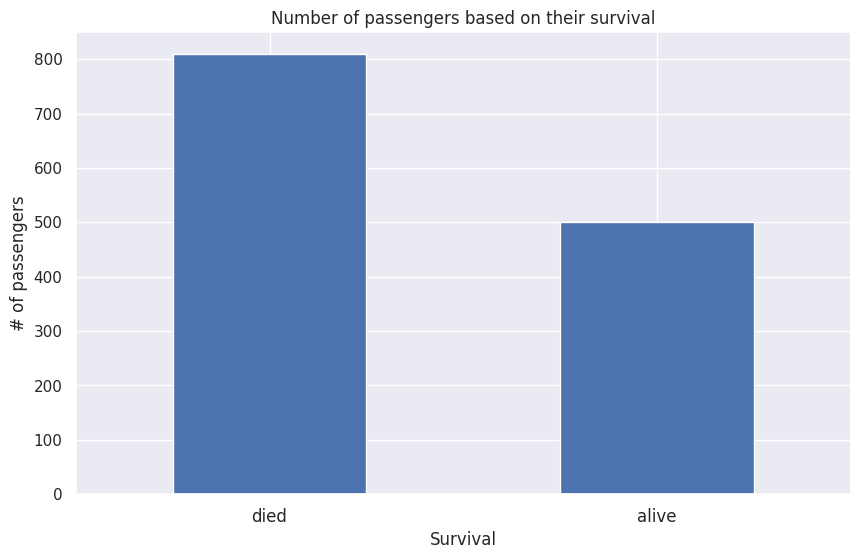 Number of passengers based on their survival
# of passengers
800
700
600
500
400
300
200
100
0
died
alive
Survival